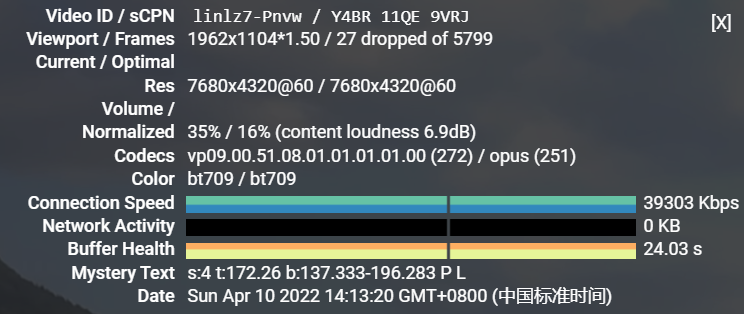 Video ID / sCPN linlz7-Pnvw / Y4BR 11QE 9VRJ
[X]
Viewport / Frames 1962x1104*1.50 / 27 dropped of 5799
Current / Optimal
Res 7680x4320@60 / 7680x4320@60
Volume /
Normalized 35% / 16% (content loudness 6.9dB)
Codecs vp09.00.51.08.01.01.01.01.00 (272) / opus (251)
Color bt709 / bt709
Connection Speed 39303 Kbps
Network Activity 0 KB
Buffer Health 24.03 s
Mystery Text s:4 t:172.26 b:137.333-196.283 P L
Date Sun Apr 10 2022 14:13:20 GMT+0800 (中国标准时间)